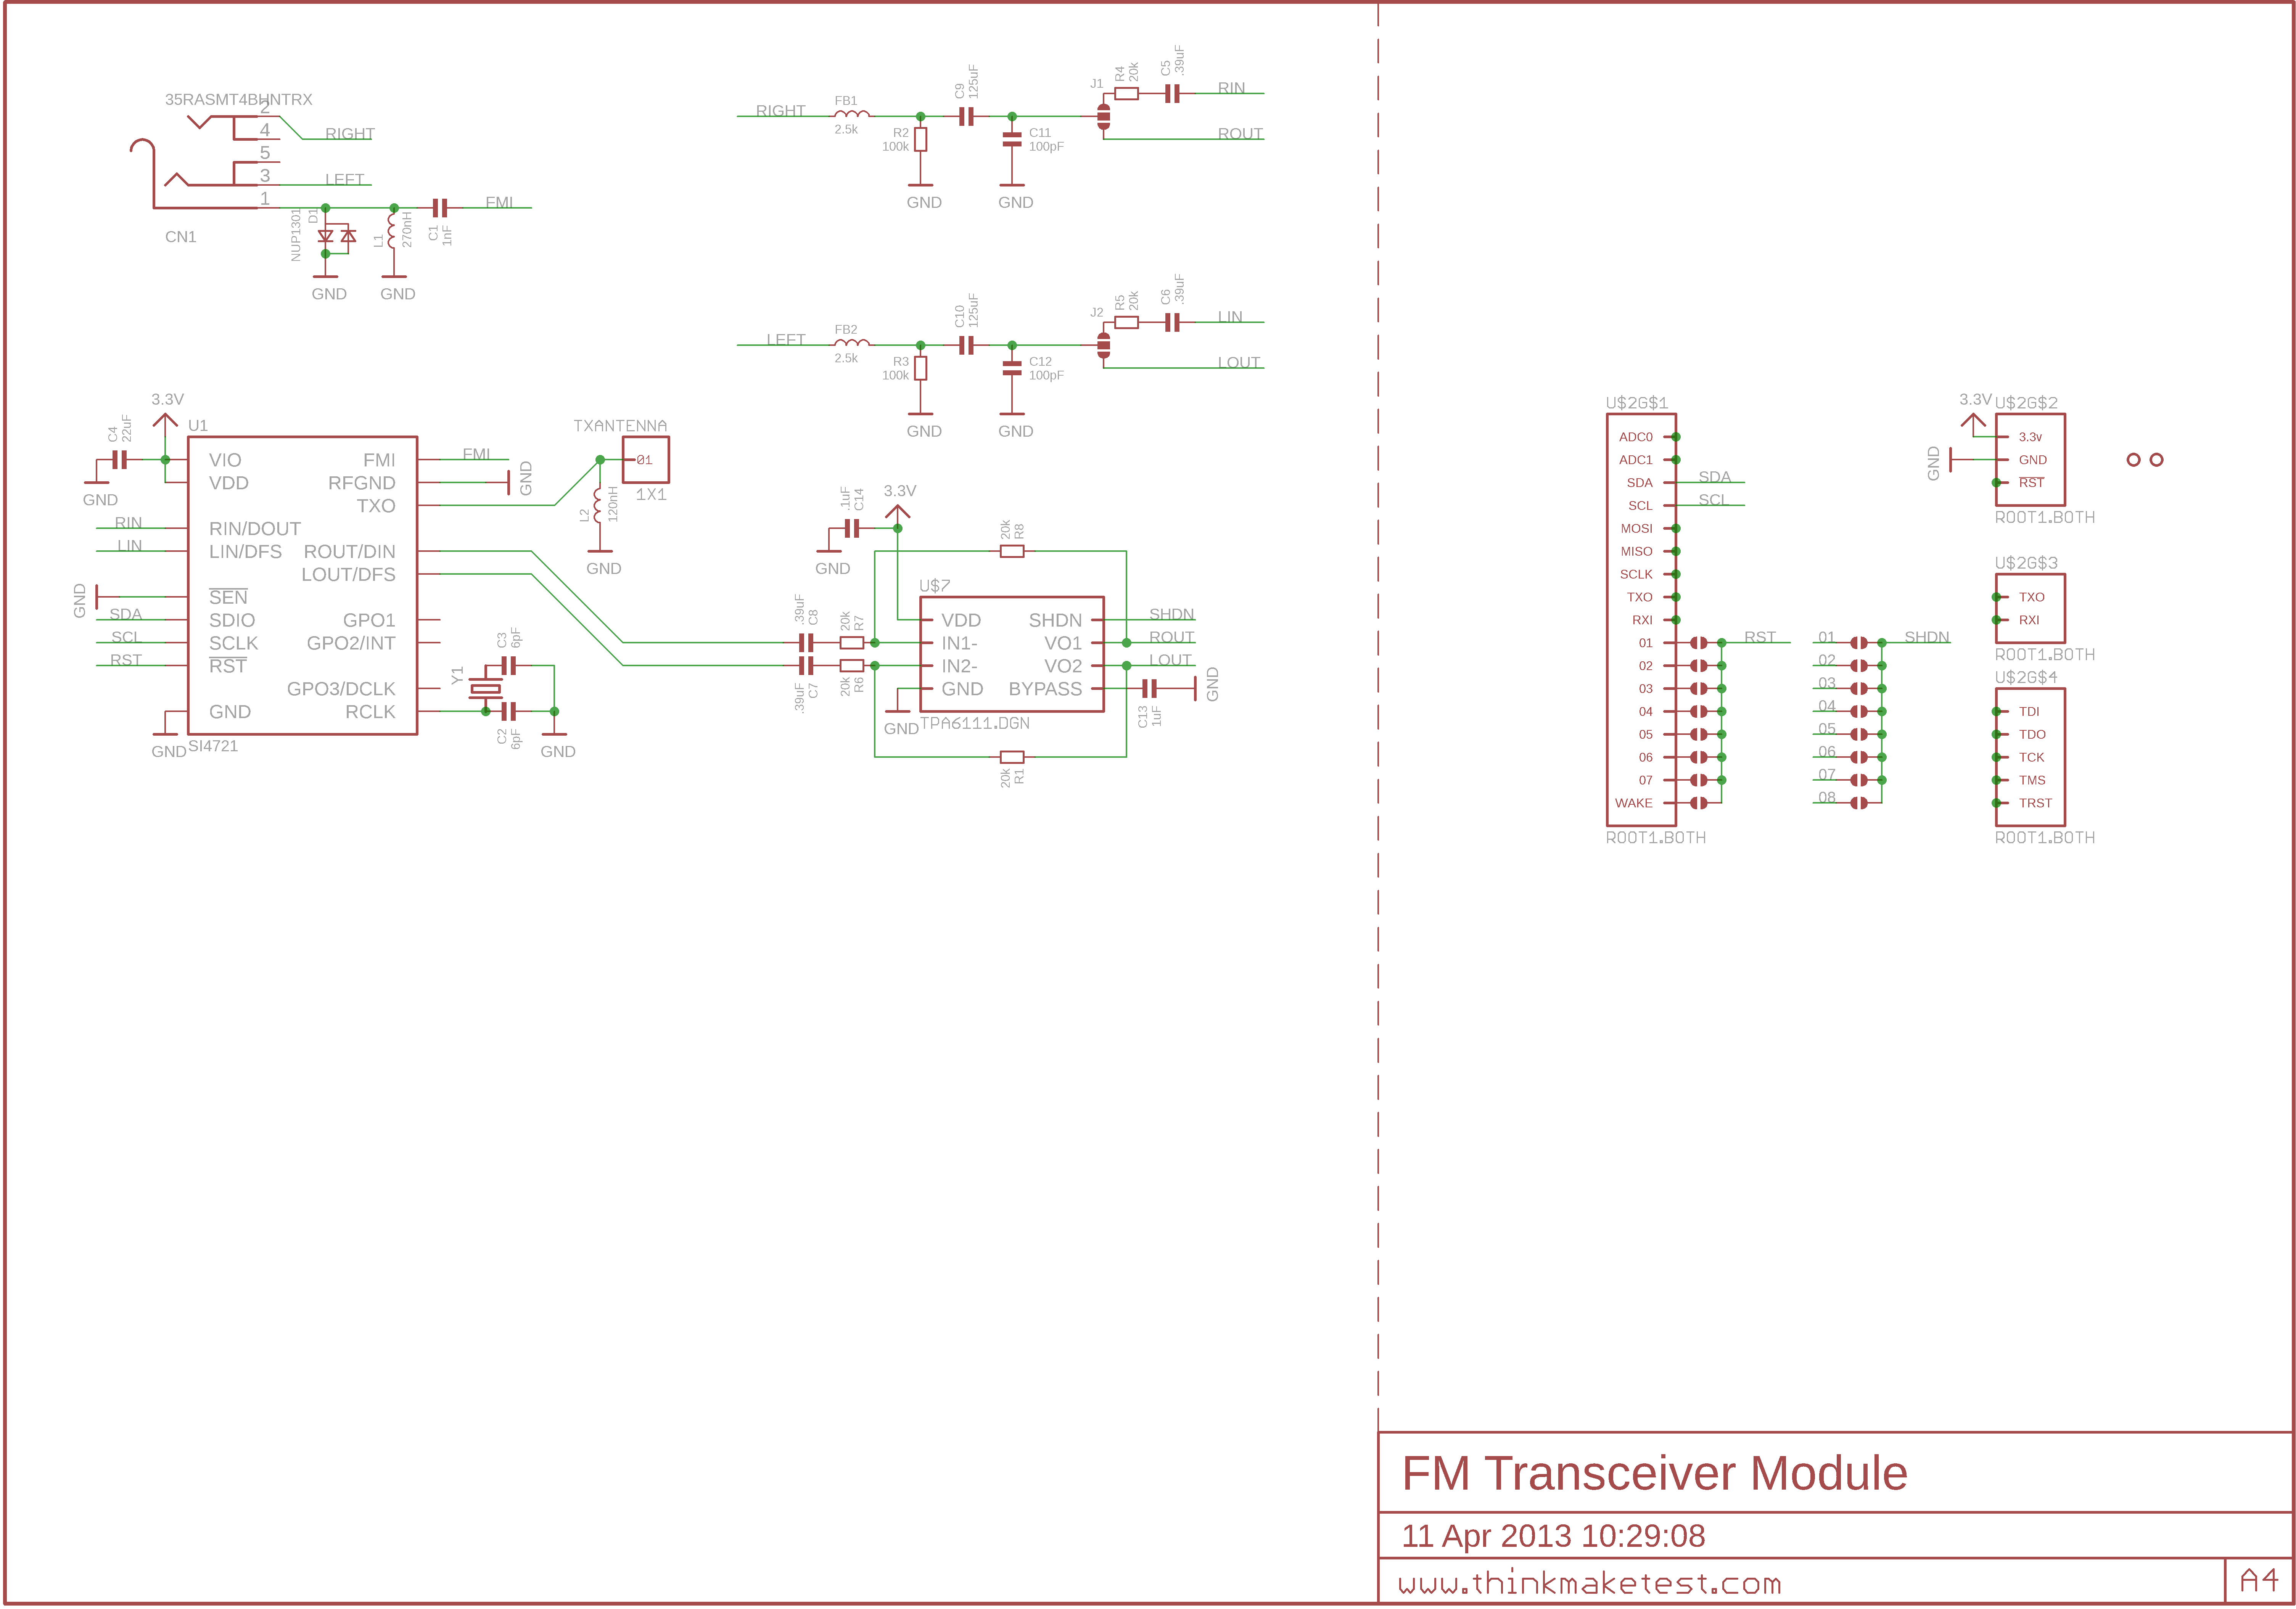 35RASMT4BHNTRX
2
4
5
3
1
RIGHT
LEFT
FMI
CN1
NUP1301
D1
L1
270nH
C1
1nF
GND
GND
RIGHT
FB1
2.5k
R2
100k
C9
125uF
C11
100pF
J1
R4
20k
C5
.39uF
RIN
ROUT
GND
GND
LEFT
FB2
2.5k
R3
100k
C10
125uF
C12
100pF
J2
R5
20k
C6
.39uF
LIN
LOUT
GND
GND
3.3V
C4
22uF
GND
U1
VIO
VDD
RIN/DOUT
LIN/DFS
SEN
SDIO
SCLK
RST
GND
FMI
RFGND
TXO
ROUT/DIN
LOUT/DFS
GPO1
GPO2/INT
GPO3/DCLK
RCLK
SI4721
RIN
LIN
GND
SDA
SCL
RST
GND
FMI
GND
TXANTENNA
01
1X1
L2
120nH
GND
Y1
C3
6pF
C2
6pF
GND
3.3V
.1uF
C14
GND
20k
R8
.39uF
C8
20k
R7
.39uF
C7
20k
R6
U$7
VDD
IN1-
IN2-
GND
SHDN
VO1
VO2
BYPASS
TPA6111.DGN
GND
SHDN
ROUT
LOUT
C13
1uF
GND
20k
R1
U$2G$1
ADC0
ADC1
SDA
SCL
MOSI
MISO
SCLK
TXO
RXI
01
02
03
04
05
06
07
WAKE
ROOT1.BOTH
SDA
SCL
RST
01
02
03
04
05
06
07
08
SHDN
3.3V
GND
U$2G$2
3.3v
GND
RST
ROOT1.BOTH
U$2G$3
TXO
RXI
ROOT1.BOTH
U$2G$4
TDI
TDO
TCK
TMS
TRST
ROOT1.BOTH
FM Transceiver Module
11 Apr 2013 10:29:08
www.thinkmaketest.com
A4